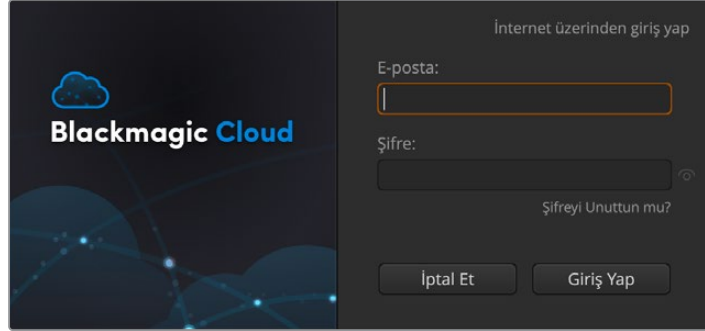 Blackmagic Cloud
İnternet üzerinden giriş yap
E-posta:
Şifre:
Şifreyi Unuttun mu?
İptal Et
Giriş Yap